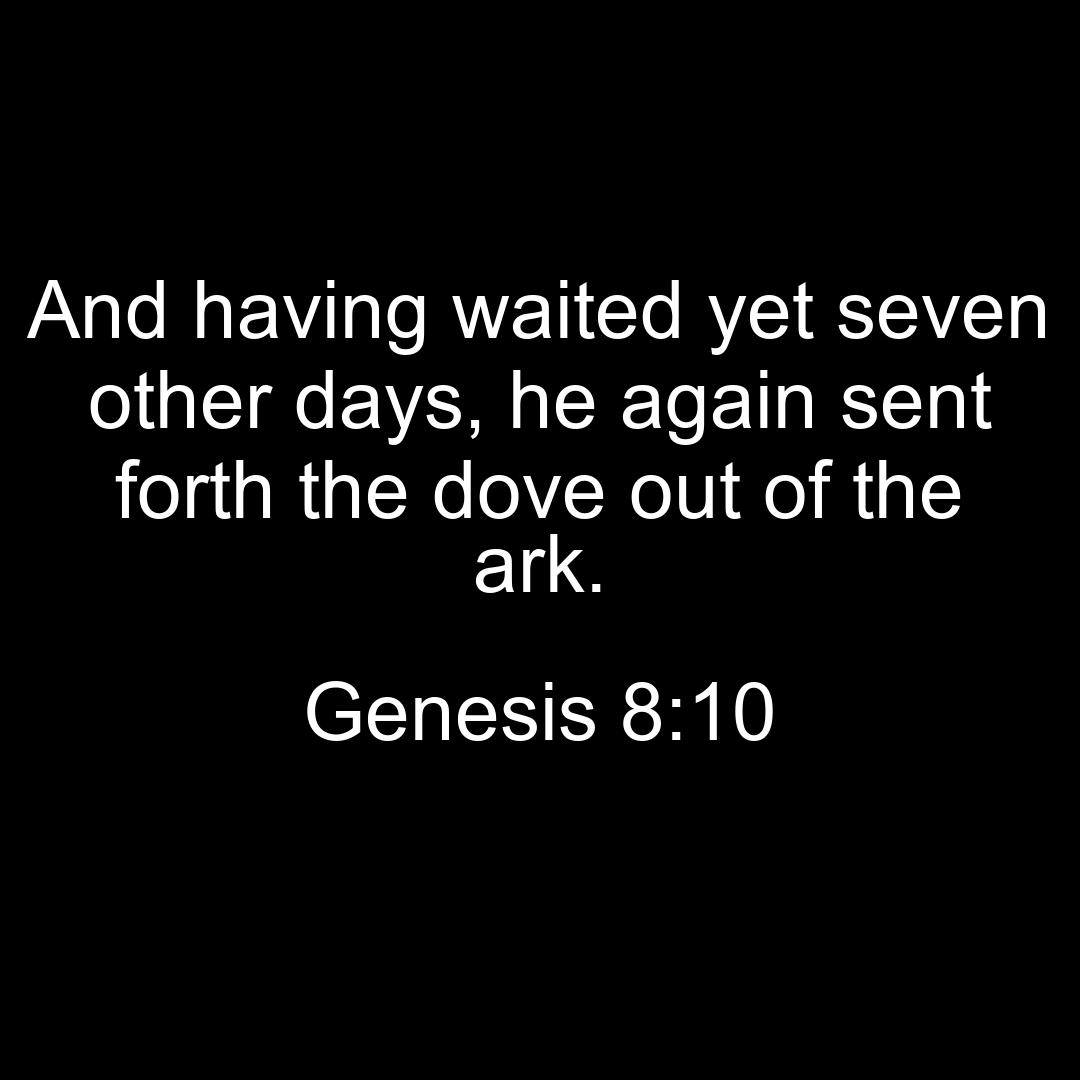 And having waited yet seven
other days, he again sent
forth the dove out of the
ark.
Genesis 8:10